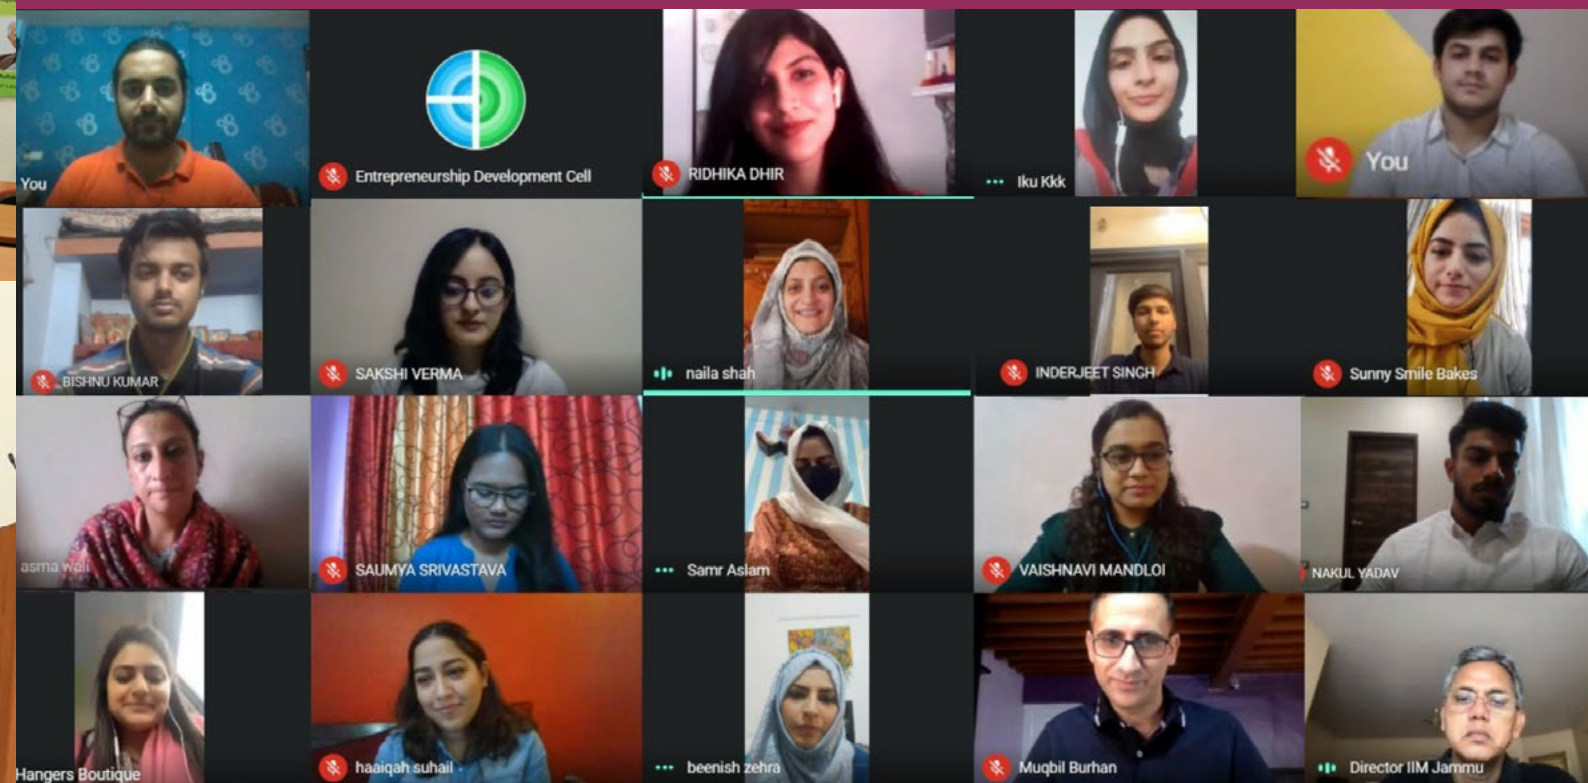 You
Entrepreneurship Development Cell
RIDHIKA DHIR
Iku Kkk
You
BISHNU KUMAR
SAKSHI VERMA
naila shah
INDERJEET SINGH
Sunny Smile Bakes
asma wali
SAUMYA SRIVASTAVA
Samr Aslam
VAISHNAVI MANDLOI
NAKUL YADAV
Hangers Boutique
haaiqah suhail
beenish zehra
Muqbil Burhan
Director IIM Jammu